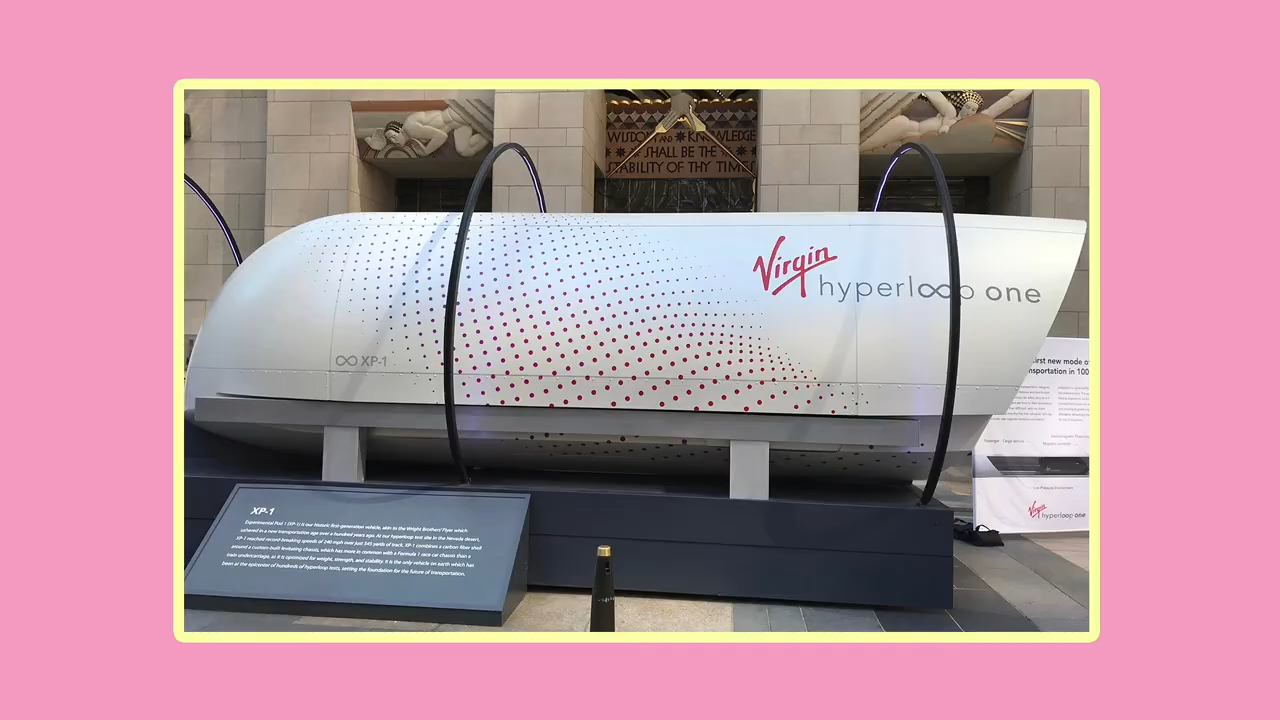 WISDOM AND KNOWLEDGE
SHALL BE THE
STABILITY OF THY TIMES
Virgin
hyperloop one
XP-1
first new mode of
transportation in 100
Virgin
hyperloop one
XP-1
Experimental Pod 1 (XP-1) is our historic first-generation vehicle, akin to the Wright Brothers' Flyer which
ushered in a new transportation age over a hundred years ago. At our hyperloop test site in the Nevada desert,
XP-1 reached record-breaking speeds of 240 mph over just 545 yards of track. XP-1 combines a carbon fiber shell
around a custom-built levitating chassis, which has more in common with a Formula 1 race car chassis than a
train undercarriage, as it is optimized for weight, strength, and stability. It is the only vehicle on earth which has
been at the epicenter of hundreds of hyperloop tests, setting the foundation for the future of transportation.